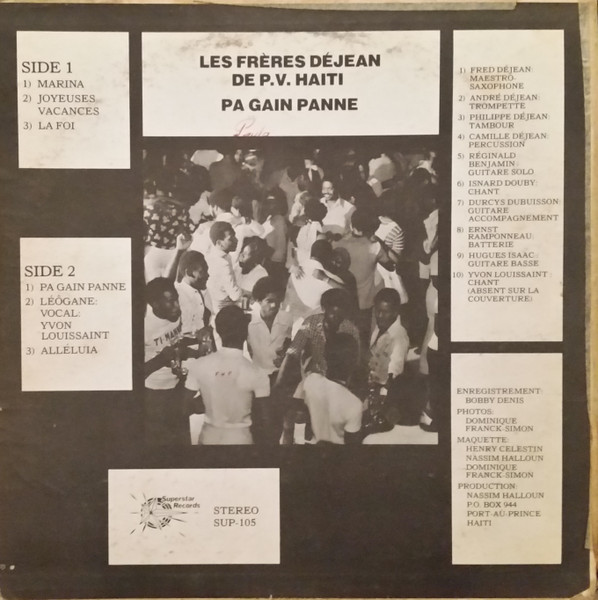 SIDE 1
1) MARINA
2) JOYEUSES
VACANCES
3) LA FOI
LES FRÈRES DÉJEAN
DE P.V. HAITI
PA GAIN PANNE
1) FRED DÉJEAN:
MAESTRO
SAXOPHONE
2) ANDRÉ DÉJEAN:
TROMPETTE
3) PHILIPPE DÉJEAN:
TAMBOUR
4) CAMILLE DÉJEAN:
PERCUSSION
5) RÉGINALD
BENJAMIN:
GUITARE SOLO
6) ISNARD DOUBY:
CHANT
7) DURCYS DUBUISSON:
GUITARE
ACCOMPAGNEMENT
8) ERNST
RAMPONNEAU:
BATTERIE
9) HUGUES ISAAC:
GUITARE BASSE
10) YVON LOUISSAINT:
CHANT
(ABSENT SUR LA
COUVERTURE)
SIDE 2
1) PA GAIN PANNE
2) LÉÔGANE:
VOCAL:
YVON
LOUISSAINT
3) ALLÉLUIA
ENREGISTREMENT:
BOBBY DENIS
PHOTOS:
DOMINIQUE
FRANCK-SIMON
MAQUETTE:
HENRY CELESTIN
NASSIM HALLOUN
DOMINIQUE
FRANCK-SIMON
PRODUCTION:
NASSIM HALLOUN
P.O. BOX 944
PORT-AU-PRINCE
HAITI
Superstar
Records
STEREO
SUP-105